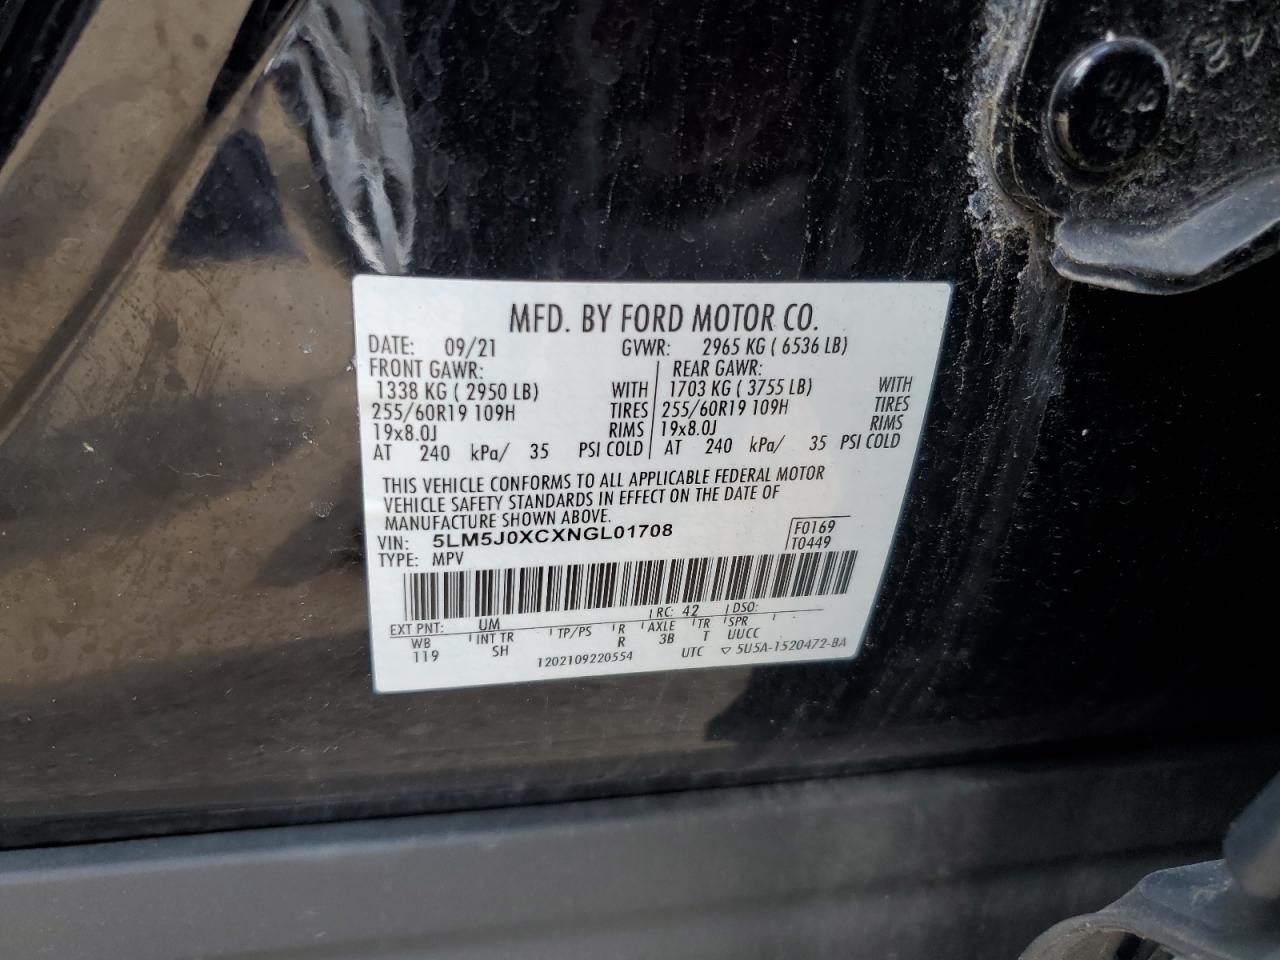 MFD. BY FORD MOTOR CO.
DATE: 09/21 GVWR: 2965 KG ( 6536 LB)
FRONT GAWR: REAR GAWR:
1338 KG ( 2950 LB) WITH 1703 KG ( 3755 LB) WITH
255/60R19 109H TIRES 255/60R19 109H TIRES
19x8.0J RIMS 19x8.0J RIMS
AT 240 kPa/ 35 PSI COLD AT 240 kPa/ 35 PSI COLD
THIS VEHICLE CONFORMS TO ALL APPLICABLE FEDERAL MOTOR
VEHICLE SAFETY STANDARDS IN EFFECT ON THE DATE OF
MANUFACTURE SHOWN ABOVE.
VIN: 5LM5J0XCXNGL01708 F0169
TYPE: MPV T0449
EXT PNT: UM RC: 42 DSO:
WB INT TR TP/PS R AXLE TR SPR
119 SH R 3B T UUCC
1202109220554 UTC ▽ 5U5A-1520472-BA